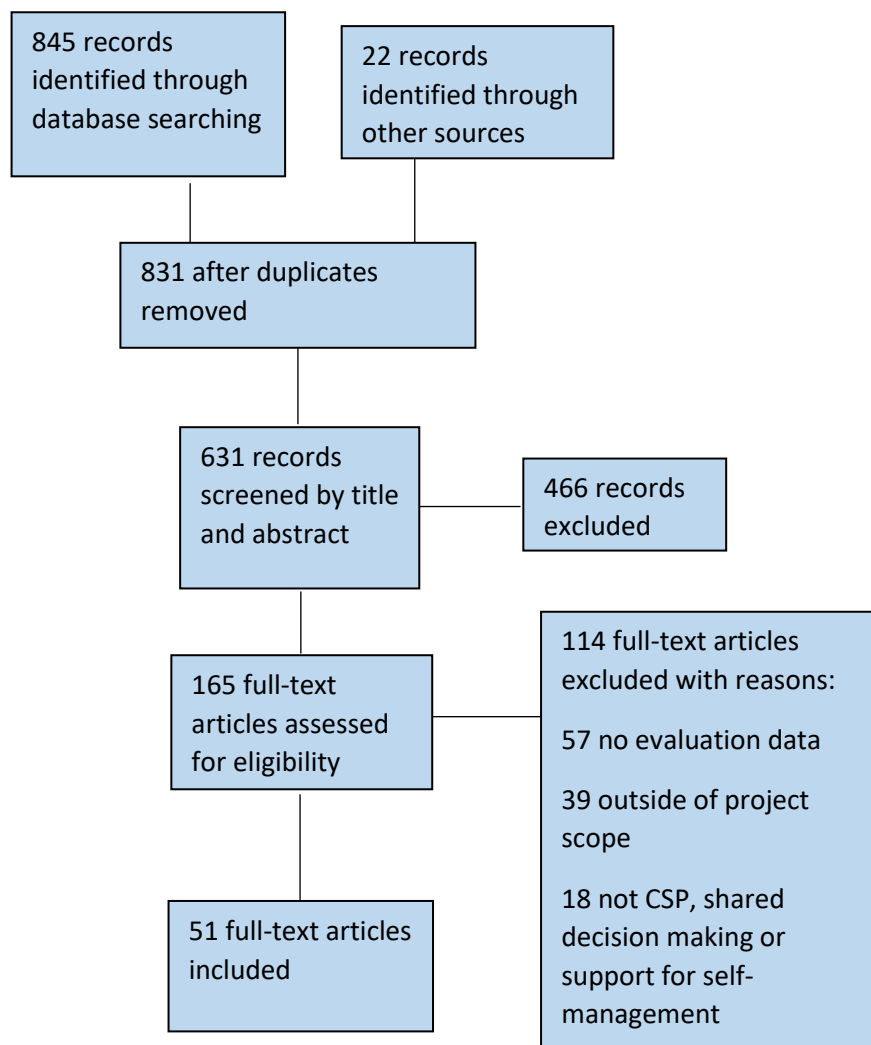 845 records
identified through
database searching
22 records
identified through
other sources
831 after duplicates
removed
631 records
screened by title
and abstract
466 records
excluded
165 full-text
articles assessed
for eligibility
114 full-text articles
excluded with reasons:
57 no evaluation data
39 outside of project
scope
18 not CSP, shared
decision making or
support for self-
management
51 full-text articles
included